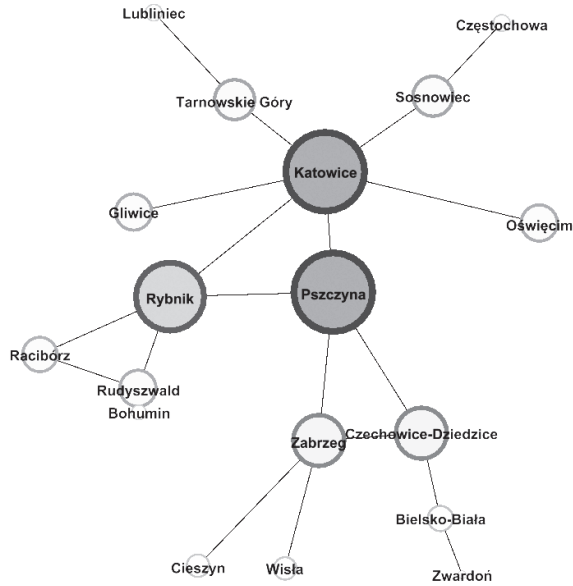 Lubliniec
Częstochowa
Tarnowskie Góry
Sosnowiec
Katowice
Gliwice
Oświęcim
Rybnik
Pszczyna
Racibórz
Rudyszwald
Bohumin
Zabrzeg
Czechowice-Dziedzice
Bielsko-Biała
Cieszyn
Wisła
Zwardoń